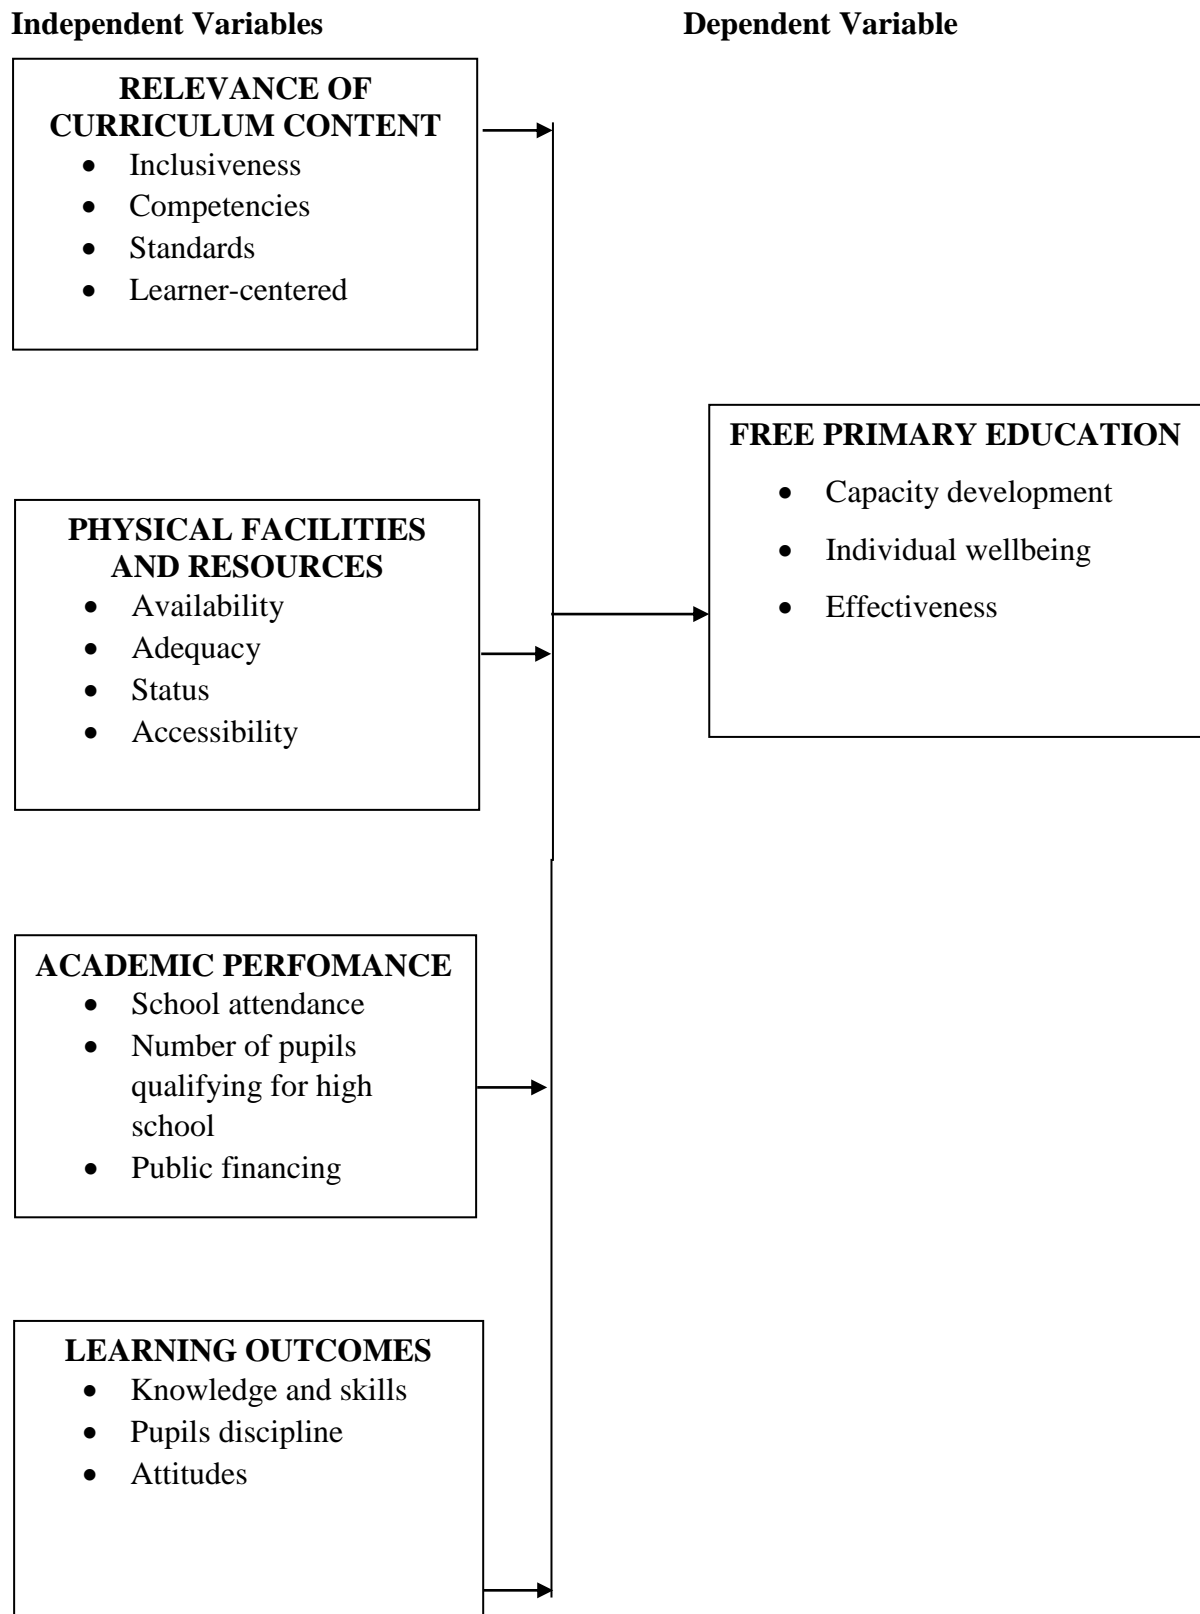 Independent Variables
Dependent Variable
RELEVANCE OF
CURRICULUM CONTENT
• Inclusiveness
• Competencies
• Standards
• Learner-centered
FREE PRIMARY EDUCATION
• Capacity development
• Individual wellbeing
• Effectiveness
PHYSICAL FACILITIES
AND RESOURCES
• Availability
• Adequacy
• Status
• Accessibility
ACADEMIC PERFOMANCE
• School attendance
• Number of pupils
qualifying for high
school
• Public financing
LEARNING OUTCOMES
• Knowledge and skills
• Pupils discipline
• Attitudes